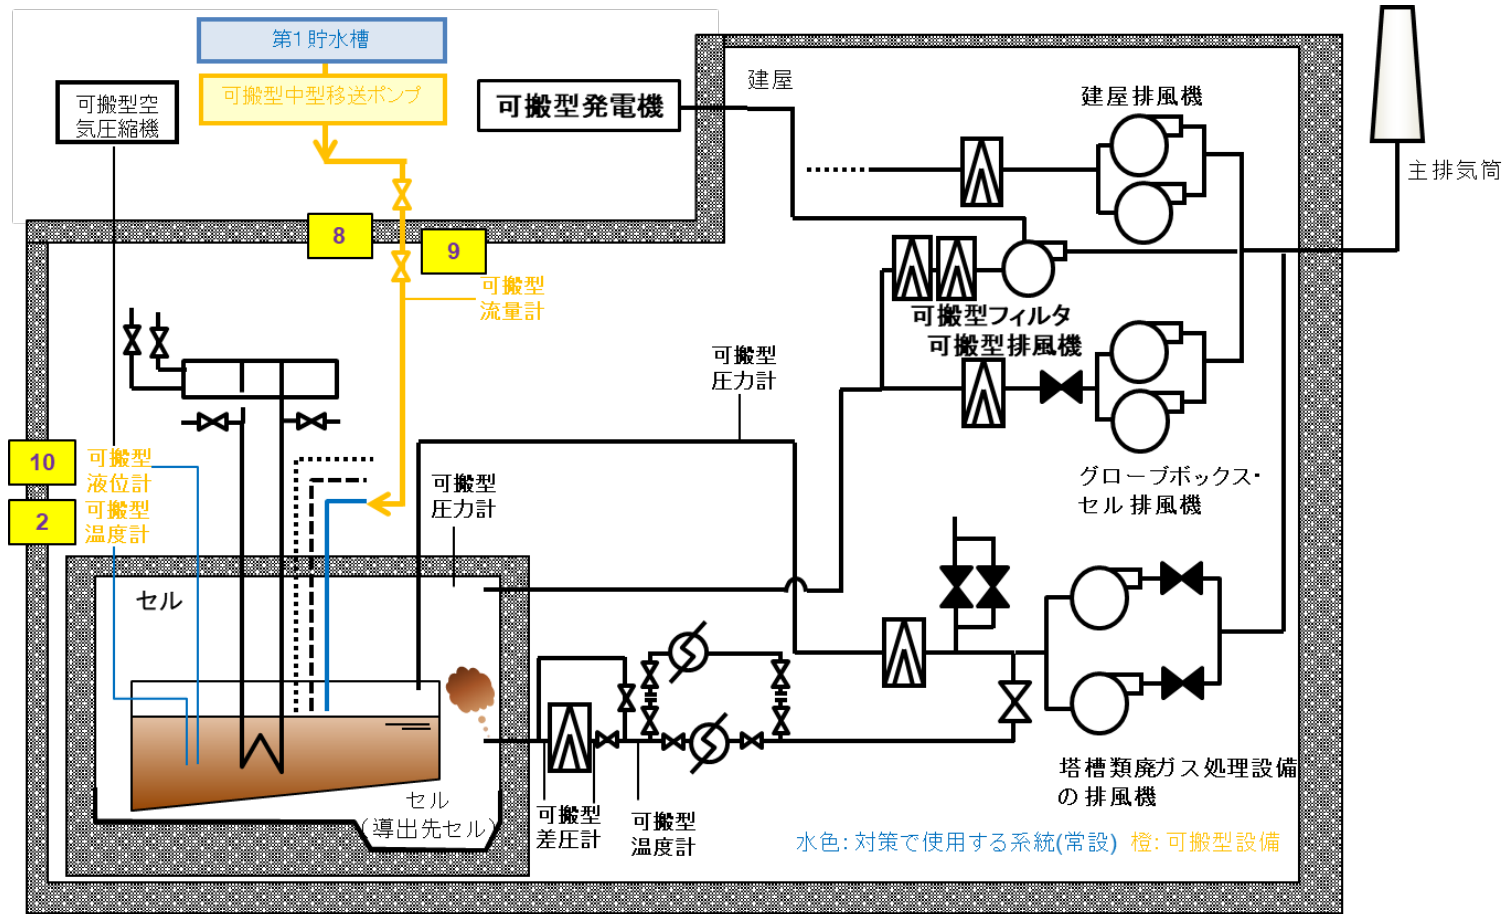 第1貯水槽
可搬型中型移送ポンプ
可搬型空
気圧縮機
可搬型発電機
建屋
建屋排風機
主排気筒
8
9
可搬型
流量計
可搬型フィルタ
可搬型排風機
可搬型
圧力計
10
可搬型
液位計
2
可搬型
温度計
可搬型
圧力計
グローブボックス・
セル排風機
セル
セル
(導出先セル)
可搬型
差圧計
可搬型
温度計
塔槽類廃ガス処理設備
の排風機
水色:対策で使用する系統(常設) 橙:可搬型設備